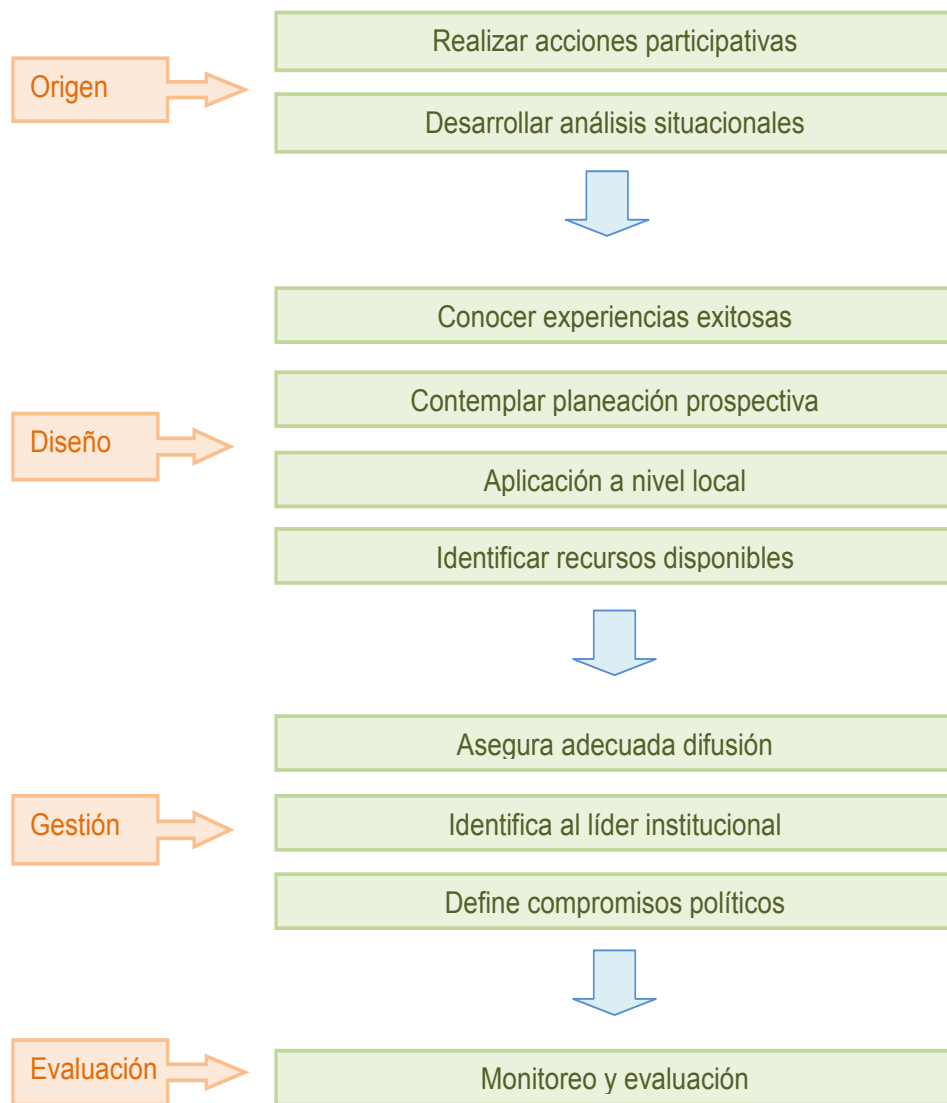 Realizar acciones participativas
Origen
Desarrollar análisis situacionales
Conocer experiencias exitosas
Contemplar planeación prospectiva
Diseño
Aplicación a nivel local
Identificar recursos disponibles
Asegura adecuada difusión
Gestión
Identifica al líder institucional
Define compromisos políticos
Evaluación
Monitoreo y evaluación